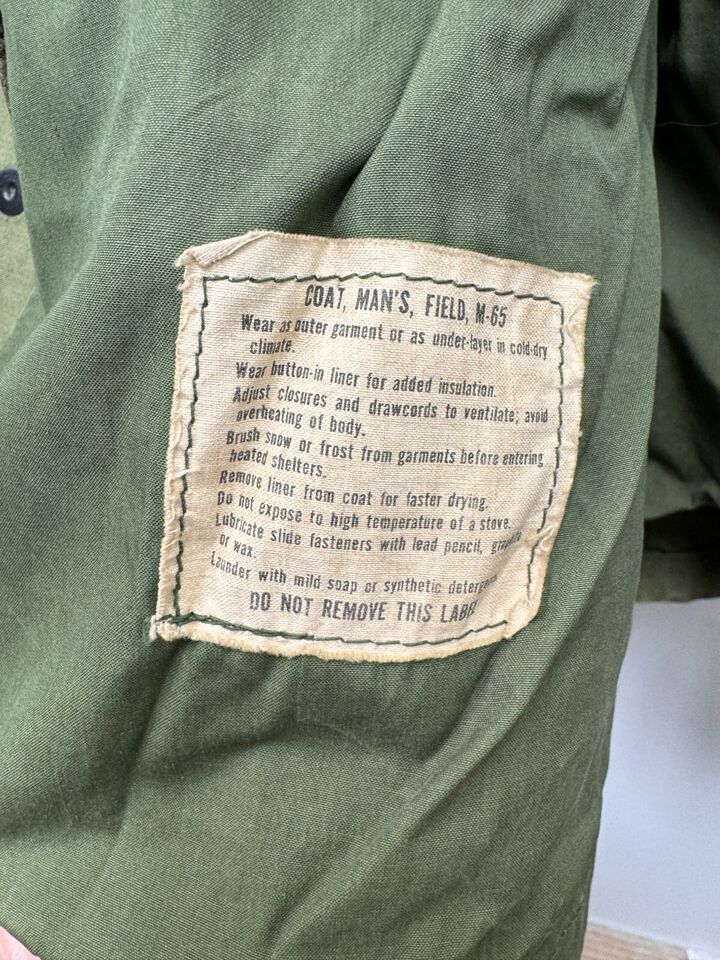 COAT, MAN'S, FIELD, M-65
Wear as outer garment or as under-layer in cold-dry
climate.
Wear button-in liner for added insulation.
Adjust closures and drawcords to ventilate; avoid
overheating of body.
Brush snow or frost from garments before entering
heated shelters.
Remove liner from coat for faster drying.
Do not expose to high temperature of a stove.
Lubricate slide fasteners with lead pencil, graphite
or wax.
Launder with mild soap or synthetic detergent.
DO NOT REMOVE THIS LABEL